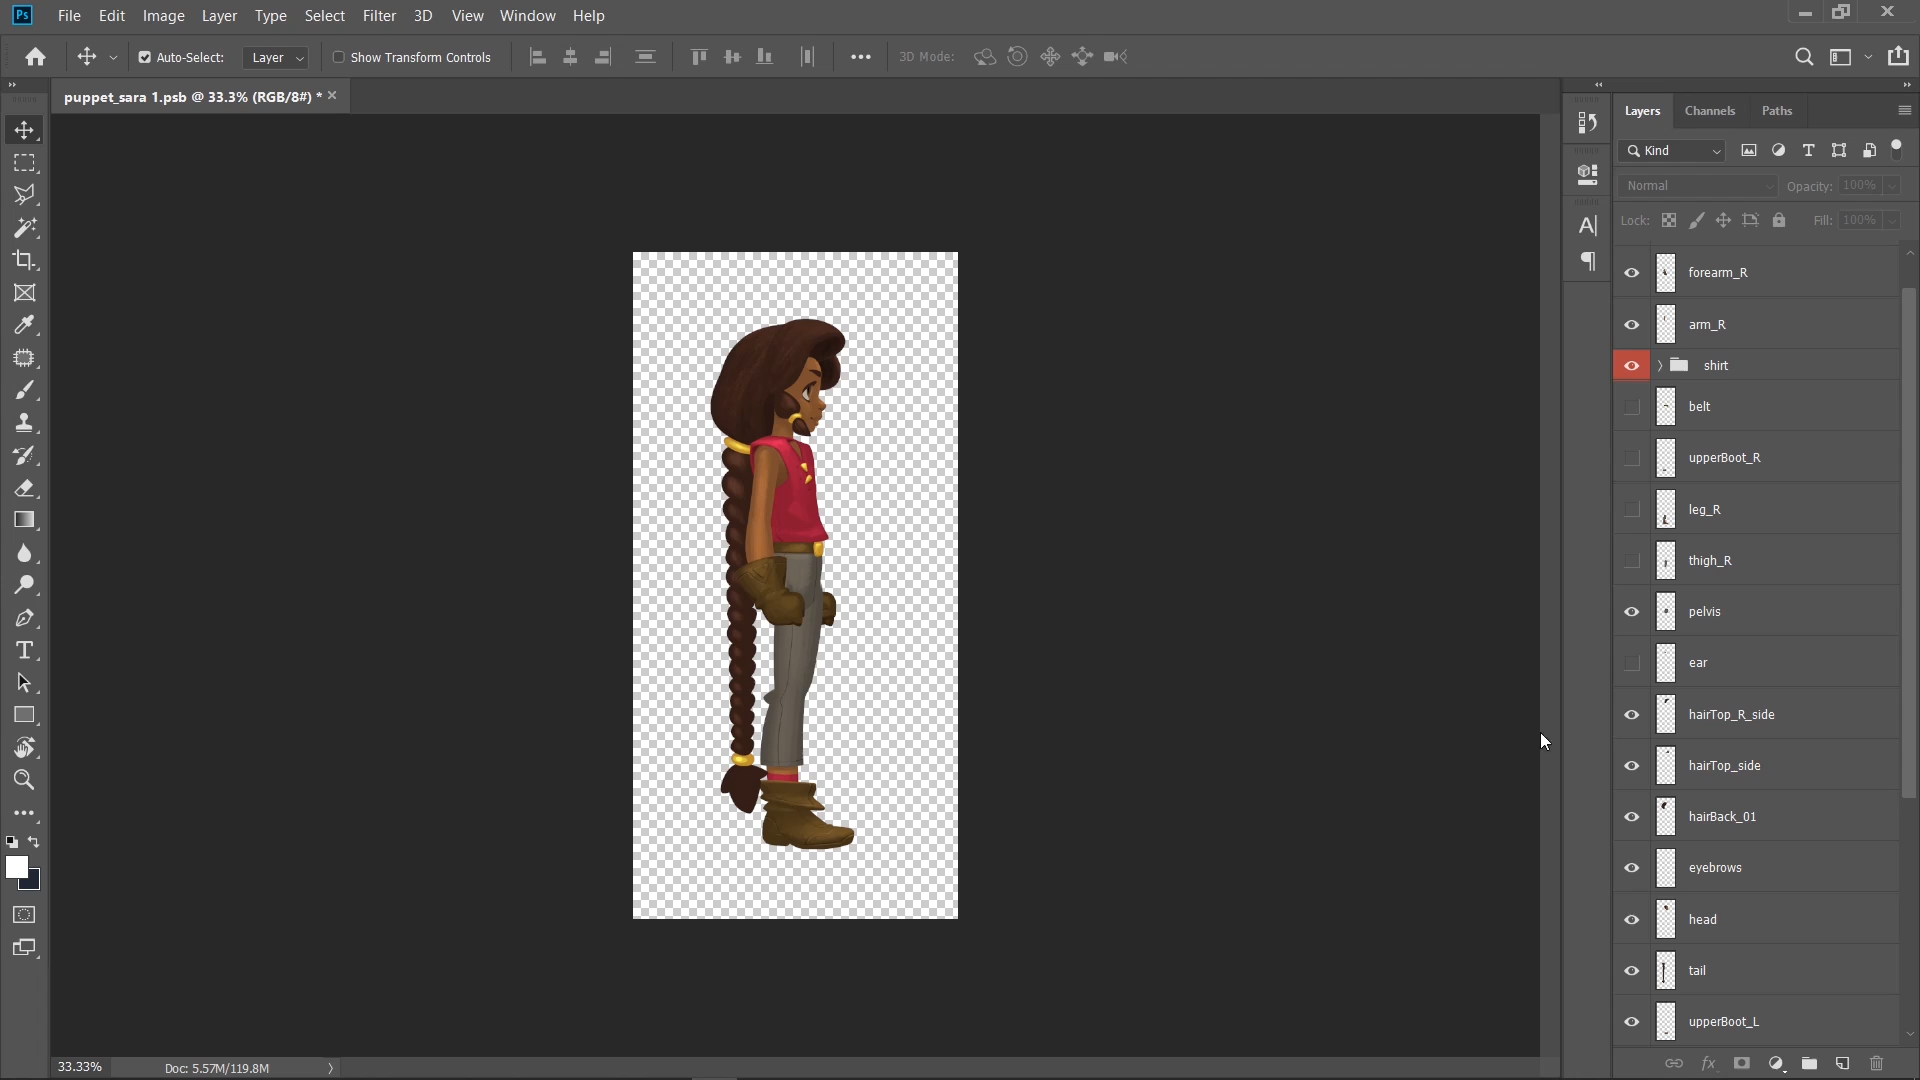 Ps File Edit Image Layer Type Select Filter 3D View Window Help
Auto-Select: Layer Show Transform Controls 3D Mode:
puppet_sara 1.psb @ 33.3% (RGB/8#) *
Layers Channels Paths
Kind
Normal Opacity: 100%
Lock: Fill: 100%
forearm_R
arm_R
shirt
belt
upperBoot_R
leg_R
thigh_R
pelvis
ear
hairTop_R_side
hairTop_side
hairBack_01
eyebrows
head
tail
upperBoot_L
fx
33.33% Doc: 5.57M/119.8M